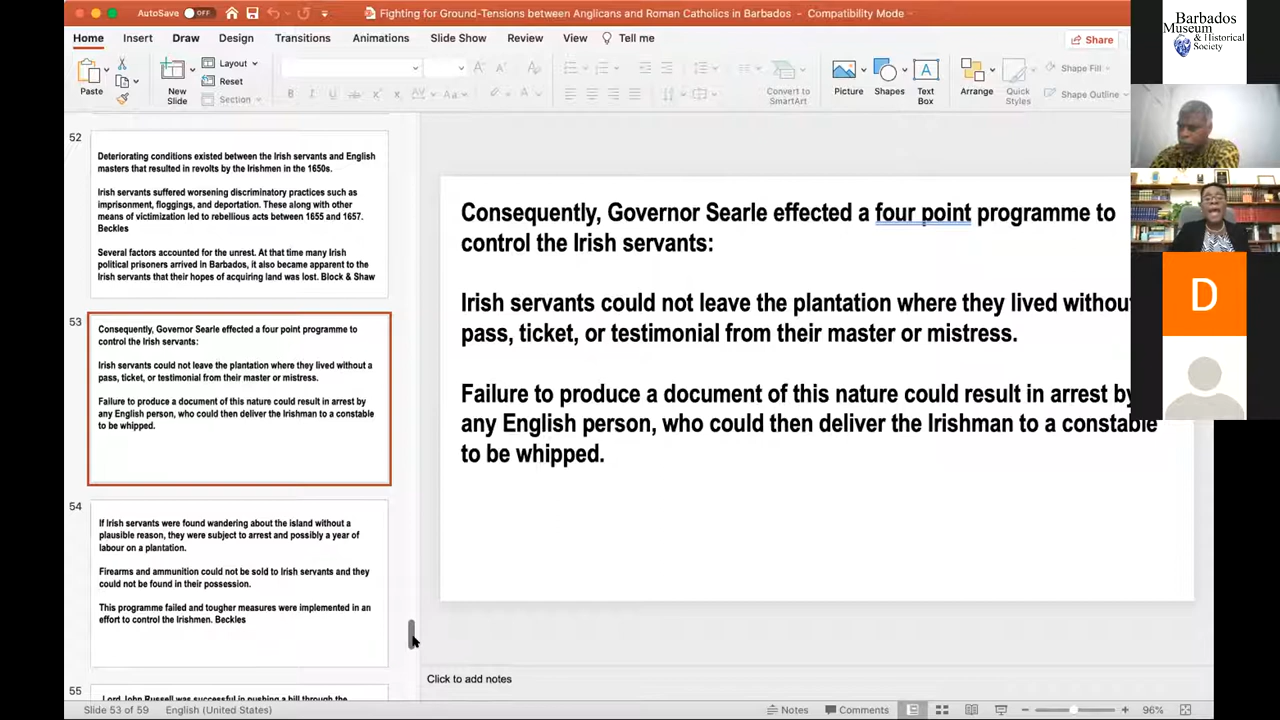 AutoSave OFF
Fighting for Ground-Tensions between Anglicans and Roman Catholics in Barbados - Compatibility Mode
Home Insert Draw Design Transitions Animations Slide Show Review View Tell me
Share
Paste
New
Slide
Layout
Reset
Section
Convert to
SmartArt
Picture
Shapes
Text
Box
Arrange
Quick
Styles
Shape Fill
Shape Outline
52
Deteriorating conditions existed between the Irish servants and English
masters that resulted in revolts by the Irishmen in the 1650s.
Irish servants suffered worsening discriminatory practices such as
imprisonment, floggings, and deportation. These along with other
means of victimization led to rebellious acts between 1655 and 1657.
Beckles
Several factors accounted for the unrest. At that time many Irish
political prisoners arrived in Barbados, it also became apparent to the
Irish servants that their hopes of acquiring land was lost. Block & Shaw
53
Consequently, Governor Searle effected a four point programme to
control the Irish servants:
Irish servants could not leave the plantation where they lived without a
pass, ticket, or testimonial from their master or mistress.
Failure to produce a document of this nature could result in arrest by
any English person, who could then deliver the Irishman to a constable
to be whipped.
54
If Irish servants were found wandering about the island without a
plausible reason, they were subject to arrest and possibly a year of
labour on a plantation.
Firearms and ammunition could not be sold to Irish servants and they
could not be found in their possession.
This programme failed and tougher measures were implemented in an
effort to control the Irishmen. Beckles
55
Lord John Russell was successful in pushing a bill through the
Consequently, Governor Searle effected a four point programme to
control the Irish servants:
Irish servants could not leave the plantation where they lived without
pass, ticket, or testimonial from their master or mistress.
Failure to produce a document of this nature could result in arrest by
any English person, who could then deliver the Irishman to a constable
to be whipped.
Click to add notes
Slide 53 of 59 English (United States)
Notes Comments 96%
Barbados
Museum
& Historical
Society
D